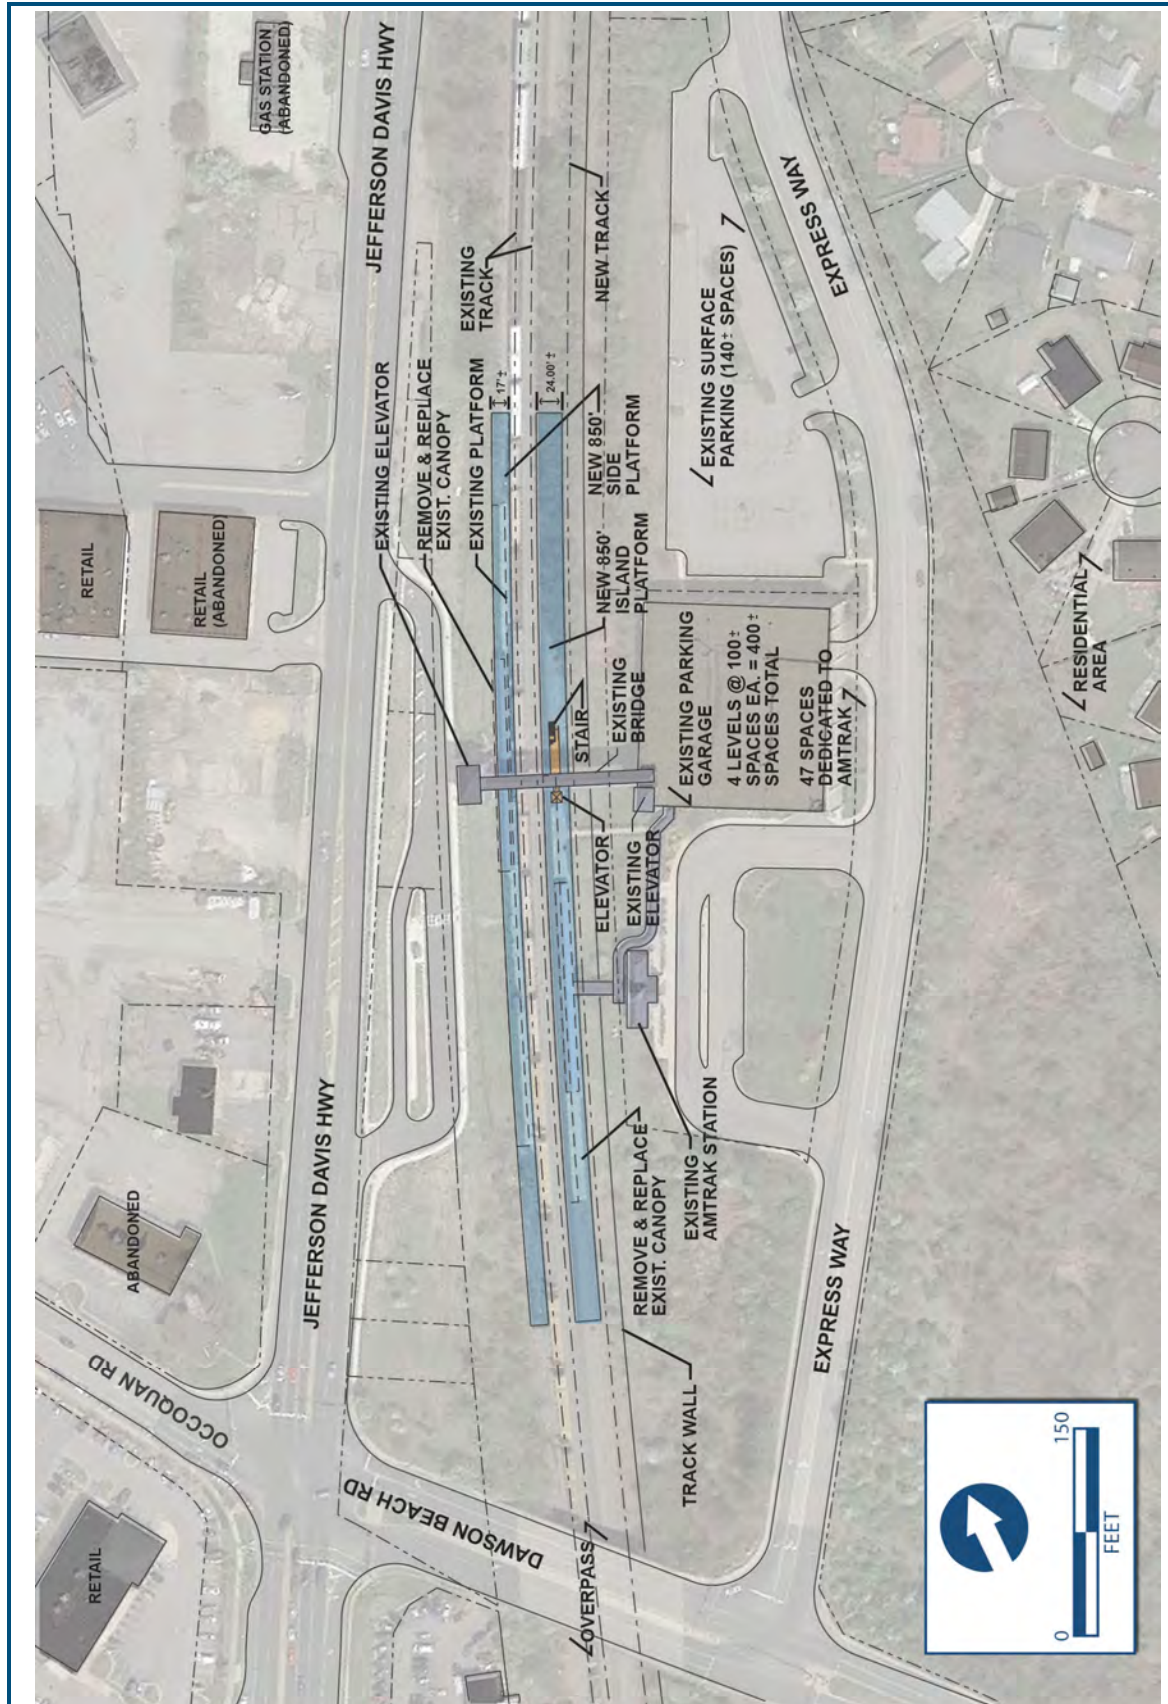 GAS STATION
(ABANDONED)
JEFFERSON DAVIS HWY
RETAIL
RETAIL
(ABANDONED)
EXISTING ELEVATOR
REMOVE & REPLACE
EXIST. CANOPY
EXISTING PLATFORM
EXISTING
TRACK
17'±
24.00'±
NEW TRACK
NEW 850'
SIDE
PLATFORM
NEW 850'
ISLAND
PLATFORM
STAIR
EXISTING
BRIDGE
ELEVATOR
EXISTING
ELEVATOR
EXISTING SURFACE
PARKING (140± SPACES)
EXPRESS WAY
EXISTING PARKING
GARAGE
4 LEVELS @ 100±
SPACES EA. = 400±
SPACES TOTAL
47 SPACES
DEDICATED TO
AMTRAK
RESIDENTIAL
AREA
ABANDONED
JEFFERSON DAVIS HWY
OCCOQUAN RD
RETAIL
DAWSON BEACH RD
REMOVE & REPLACE
EXIST. CANOPY
EXISTING
AMTRAK STATION
TRACK WALL
OVERPASS
EXPRESS WAY
0
150
FEET